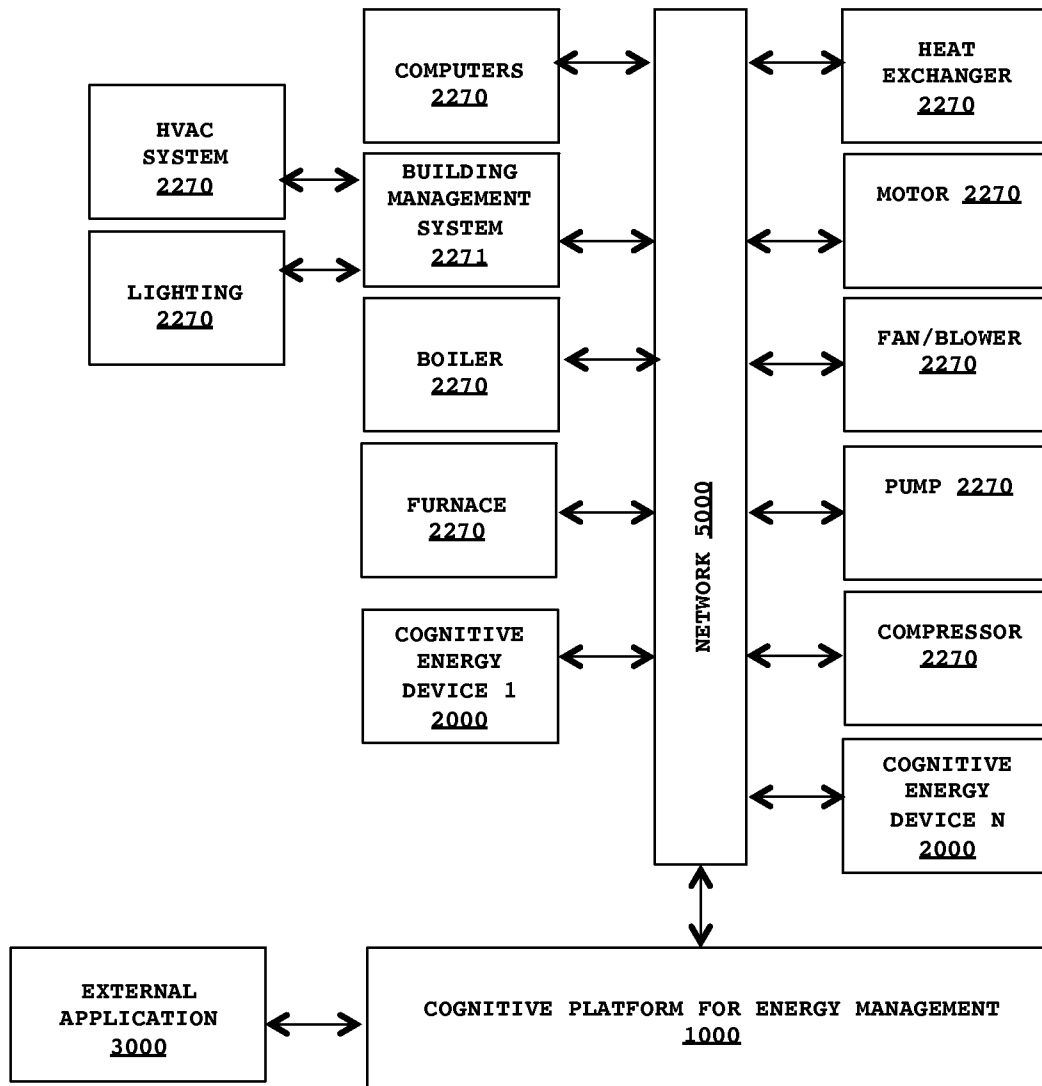 COMPUTERS
2270
HVAC
SYSTEM
2270
BUILDING
MANAGEMENT
SYSTEM
2271
LIGHTING
2270
BOILER
2270
FURNACE
2270
COGNITIVE
ENERGY
DEVICE 1
2000
NETWORK 5000
HEAT
EXCHANGER
2270
MOTOR 2270
FAN/BLOWER
2270
PUMP 2270
COMPRESSOR
2270
COGNITIVE
ENERGY
DEVICE N
2000
EXTERNAL
APPLICATION
3000
COGNITIVE PLATFORM FOR ENERGY MANAGEMENT
1000